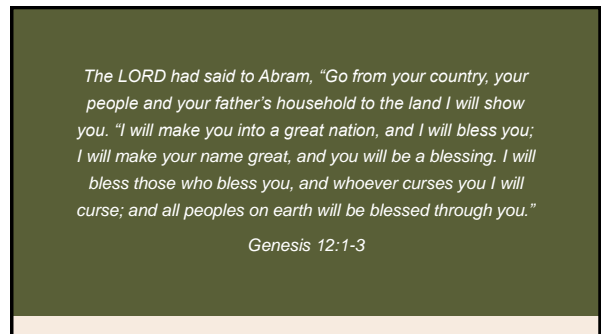 The LORD had said to Abram, “Go from your country, your
people and your father’s household to the land I will show
you. “I will make you into a great nation, and I will bless you;
I will make your name great, and you will be a blessing. I will
bless those who bless you, and whoever curses you I will
curse; and all peoples on earth will be blessed through you.”
Genesis 12:1-3